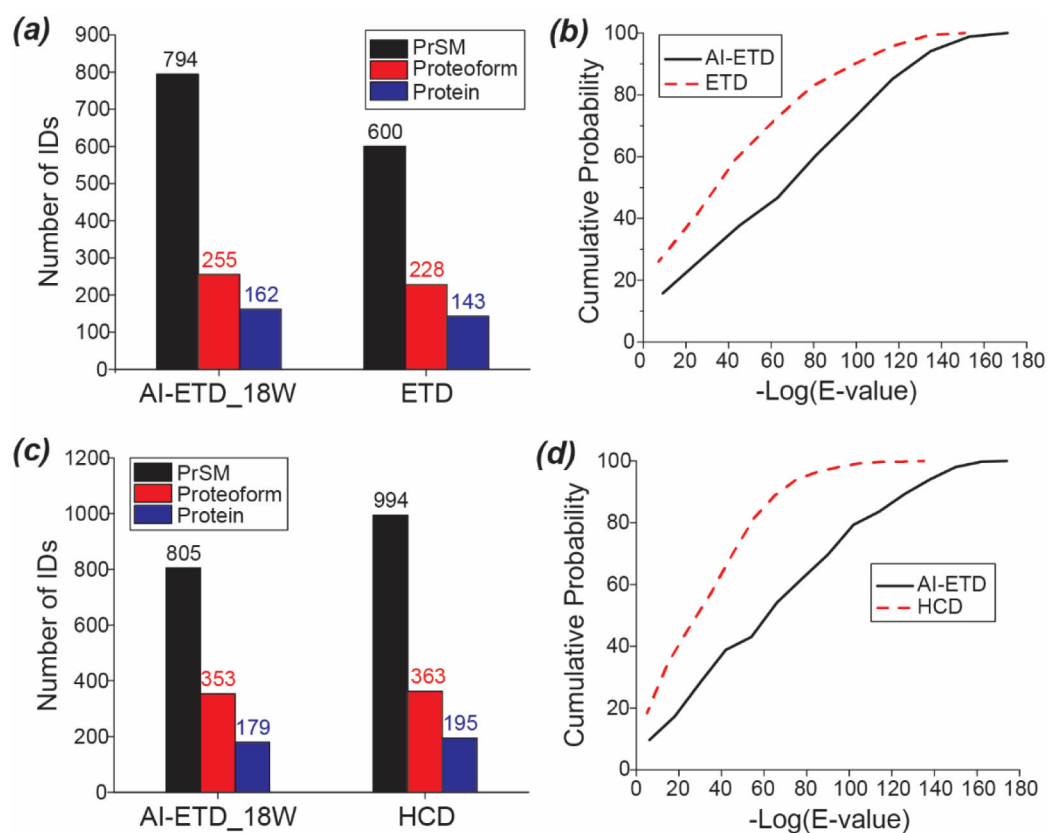 (a)
900
800
700
600
500
400
300
200
100
0
Number of IDs
794
255
162
600
228
143
PrSM
Proteoform
Protein
AI-ETD_18W
ETD
(b)
100
80
60
40
20
0
Cumulative Probability
AI-ETD
ETD
0 20 40 60 80 100 120 140 160 180
-Log(E-value)
(c)
1200
1000
800
600
400
200
0
Number of IDs
PrSM
Proteoform
Protein
805
353
179
994
363
195
AI-ETD_18W
HCD
(d)
100
80
60
40
20
0
Cumulative Probability
AI-ETD
HCD
0 20 40 60 80 100 120 140 160 180
-Log(E-value)